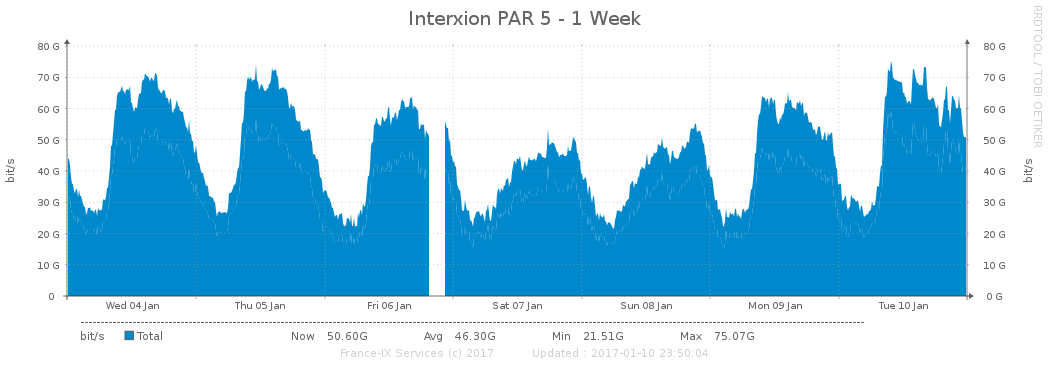 Interxion PAR 5 - 1 Week
RRDTOOL / TOBI OETIKER
80 G 80 G
70 G 70 G
60 G 60 G
50 G 50 G
40 G 40 G
30 G 30 G
20 G 20 G
10 G 10 G
0 0 G
bit/s bit/s
Wed 04 Jan Thu 05 Jan Fri 06 Jan Sat 07 Jan Sun 08 Jan Mon 09 Jan Tue 10 Jan
bit/s Total Now 50.60G Avg 46.30G Min 21.51G Max 75.07G
France-IX Services (c) 2017 Updated : 2017-01-10 23:50:04